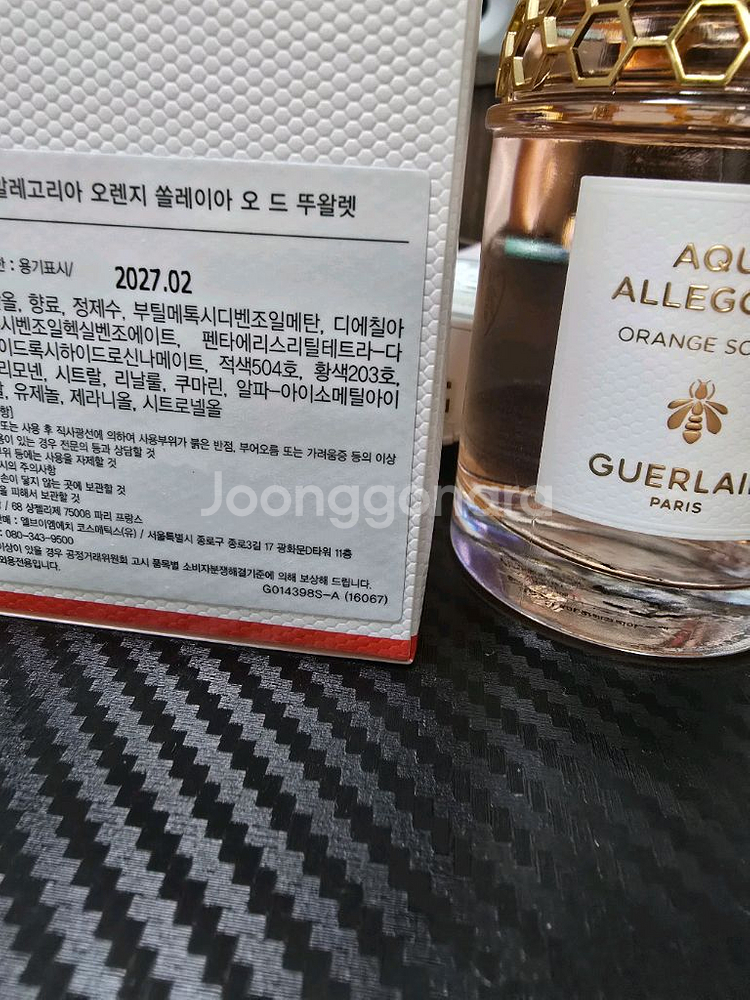 알레고리아 오렌지 쏠레이아 오 드 뚜왈렛
한 : 용기표시/ 2027.02
올, 향료, 정제수, 부틸메톡시디벤조일메탄, 디에칠아
시벤조일헥실벤조에이트, 펜타에리스리틸테트라-다
이드록시하이드로신나메이트, 적색504호, 황색203호,
리모넨, 시트랄, 리날룰, 쿠마린, 알파-아이소메틸아이
유제놀, 제라니올, 시트로넬올
항]
또는 사용 후 직사광선에 의하여 사용부위가 붉은 반점, 부어오름 또는 가려움증 등의 이상
용이 있는 경우 전문의 등과 상담할 것
부위 등에는 사용을 자제할 것
시의 주의사항
손이 닿지 않는 곳에 보관할 것
을 피해서 보관할 것
/ 68 샹젤리제 75008 파리 프랑스
판매 : 엘브이엠에치 코스메틱스(유) / 서울특별시 종로구 종로3길 17 광화문D타워 11층
: 080-343-9500
이상이 있을 경우 공정거래위원회 고시 품목별 소비자분쟁해결기준에 의해 보상해 드립니다.
외용전용입니다.
G014398S-A (16067)
AQU
ALLEGO
ORANGE SO
GUERLAIN
PARIS
Joonggonara